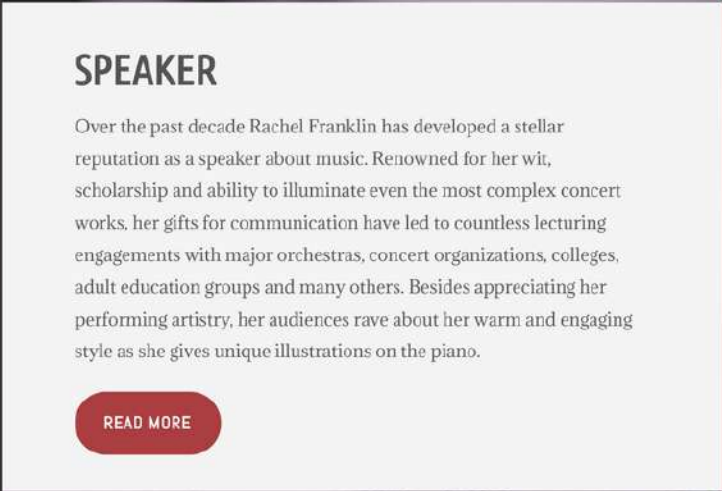 SPEAKER
Over the past decade Rachel Franklin has developed a stellar
reputation as a speaker about music. Renowned for her wit,
scholarship and ability to illuminate even the most complex concert
works, her gifts for communication have led to countless lecturing
engagements with major orchestras, concert organizations, colleges,
adult education groups and many others. Besides appreciating her
performing artistry, her audiences rave about her warm and engaging
style as she gives unique illustrations on the piano.
READ MORE